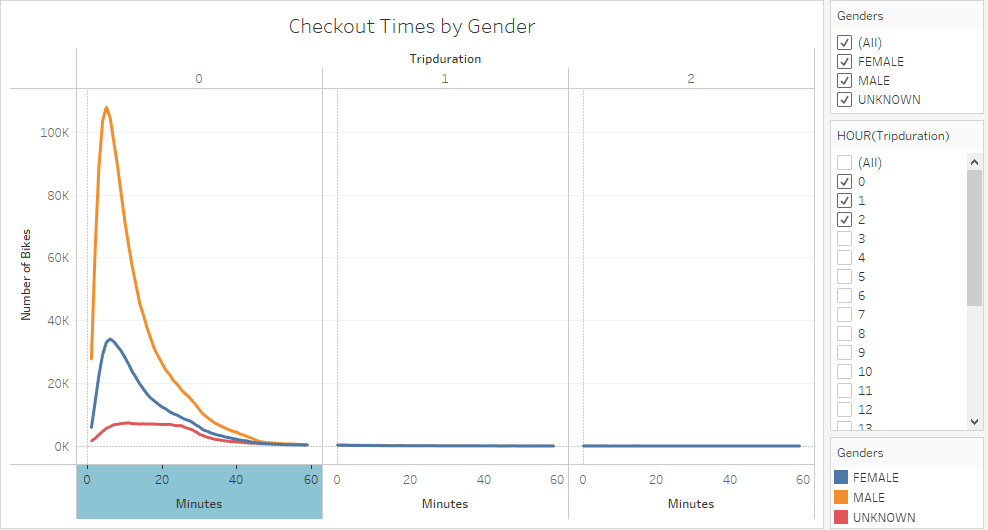 Checkout Times by Gender
Tripduration
0 1 2
100K
80K
60K
40K
20K
0K
Number of Bikes
0 20 40 60 0 20 40 60 0 20 40 60
Minutes Minutes Minutes
Genders
(All)
FEMALE
MALE
UNKNOWN
HOUR(Tripduration)
(All)
0
1
2
3
4
5
6
7
8
9
10
11
12
13
Genders
FEMALE
MALE
UNKNOWN